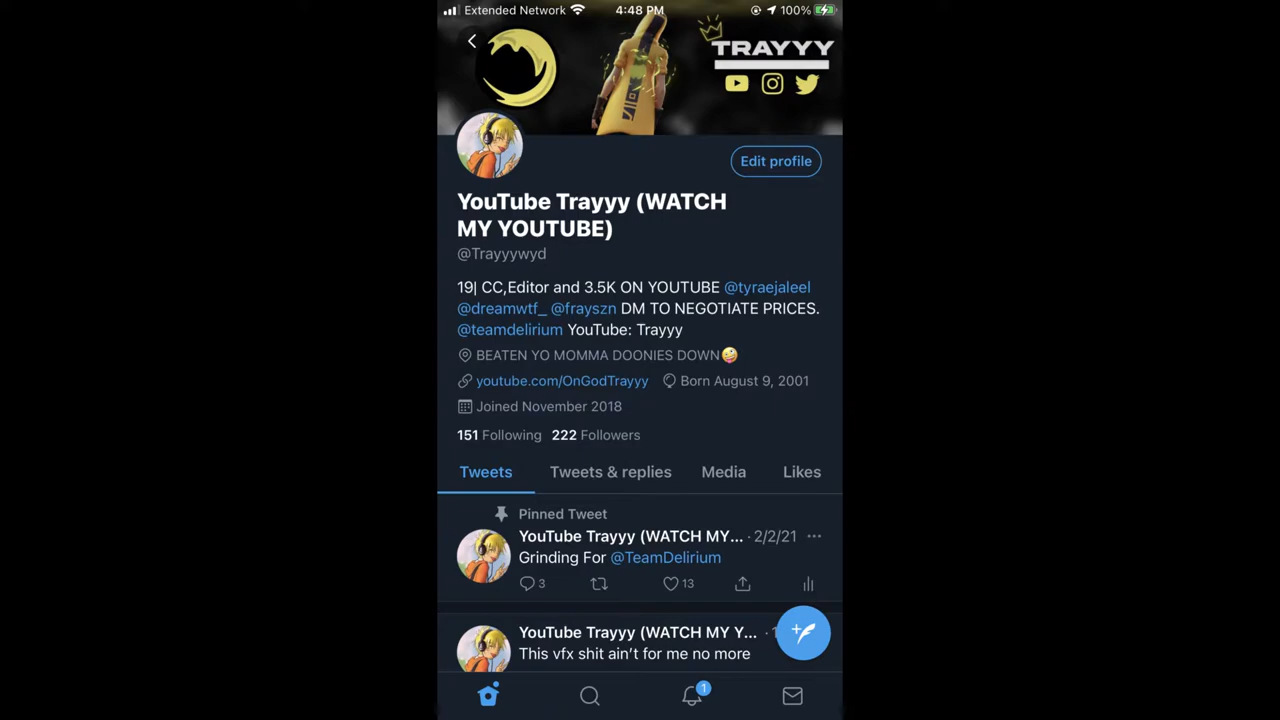 Extended Network 4:48 PM 100%
TRAYYY
Edit profile
YouTube Trayyy (WATCH
MY YOUTUBE)
@Trayyywyd
19| CC,Editor and 3.5K ON YOUTUBE @tyraejaleel
@dreamwtf_ @frayszn DM TO NEGOTIATE PRICES.
@teamdelirium YouTube: Trayyy
BEATEN YO MOMMA DOONIES DOWN🤪
youtube.com/OnGodTrayyy Born August 9, 2001
Joined November 2018
151 Following 222 Followers
Tweets Tweets & replies Media Likes
Pinned Tweet
YouTube Trayyy (WATCH MY... · 2/2/21 ···
Grinding For @TeamDelirium
3 13
YouTube Trayyy (WATCH MY Y... ·
This vfx shit ain't for me no more
1